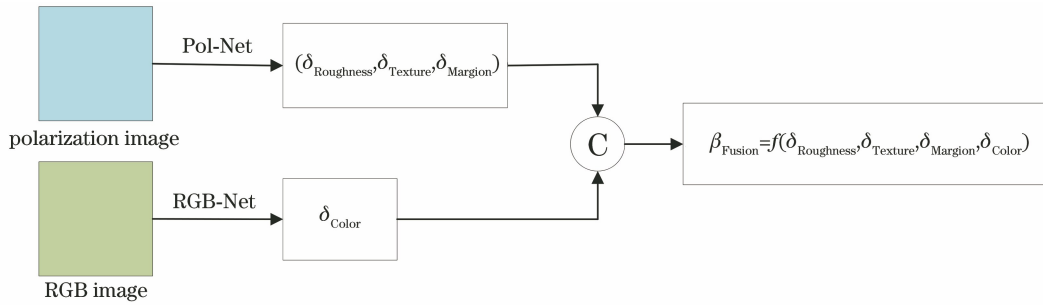 Pol-Net
(δRoughness,δTexture,δMargion)
polarization image
C
βFusion=f(δRoughness,δTexture,δMargion,δColor)
RGB-Net
δColor
RGB image